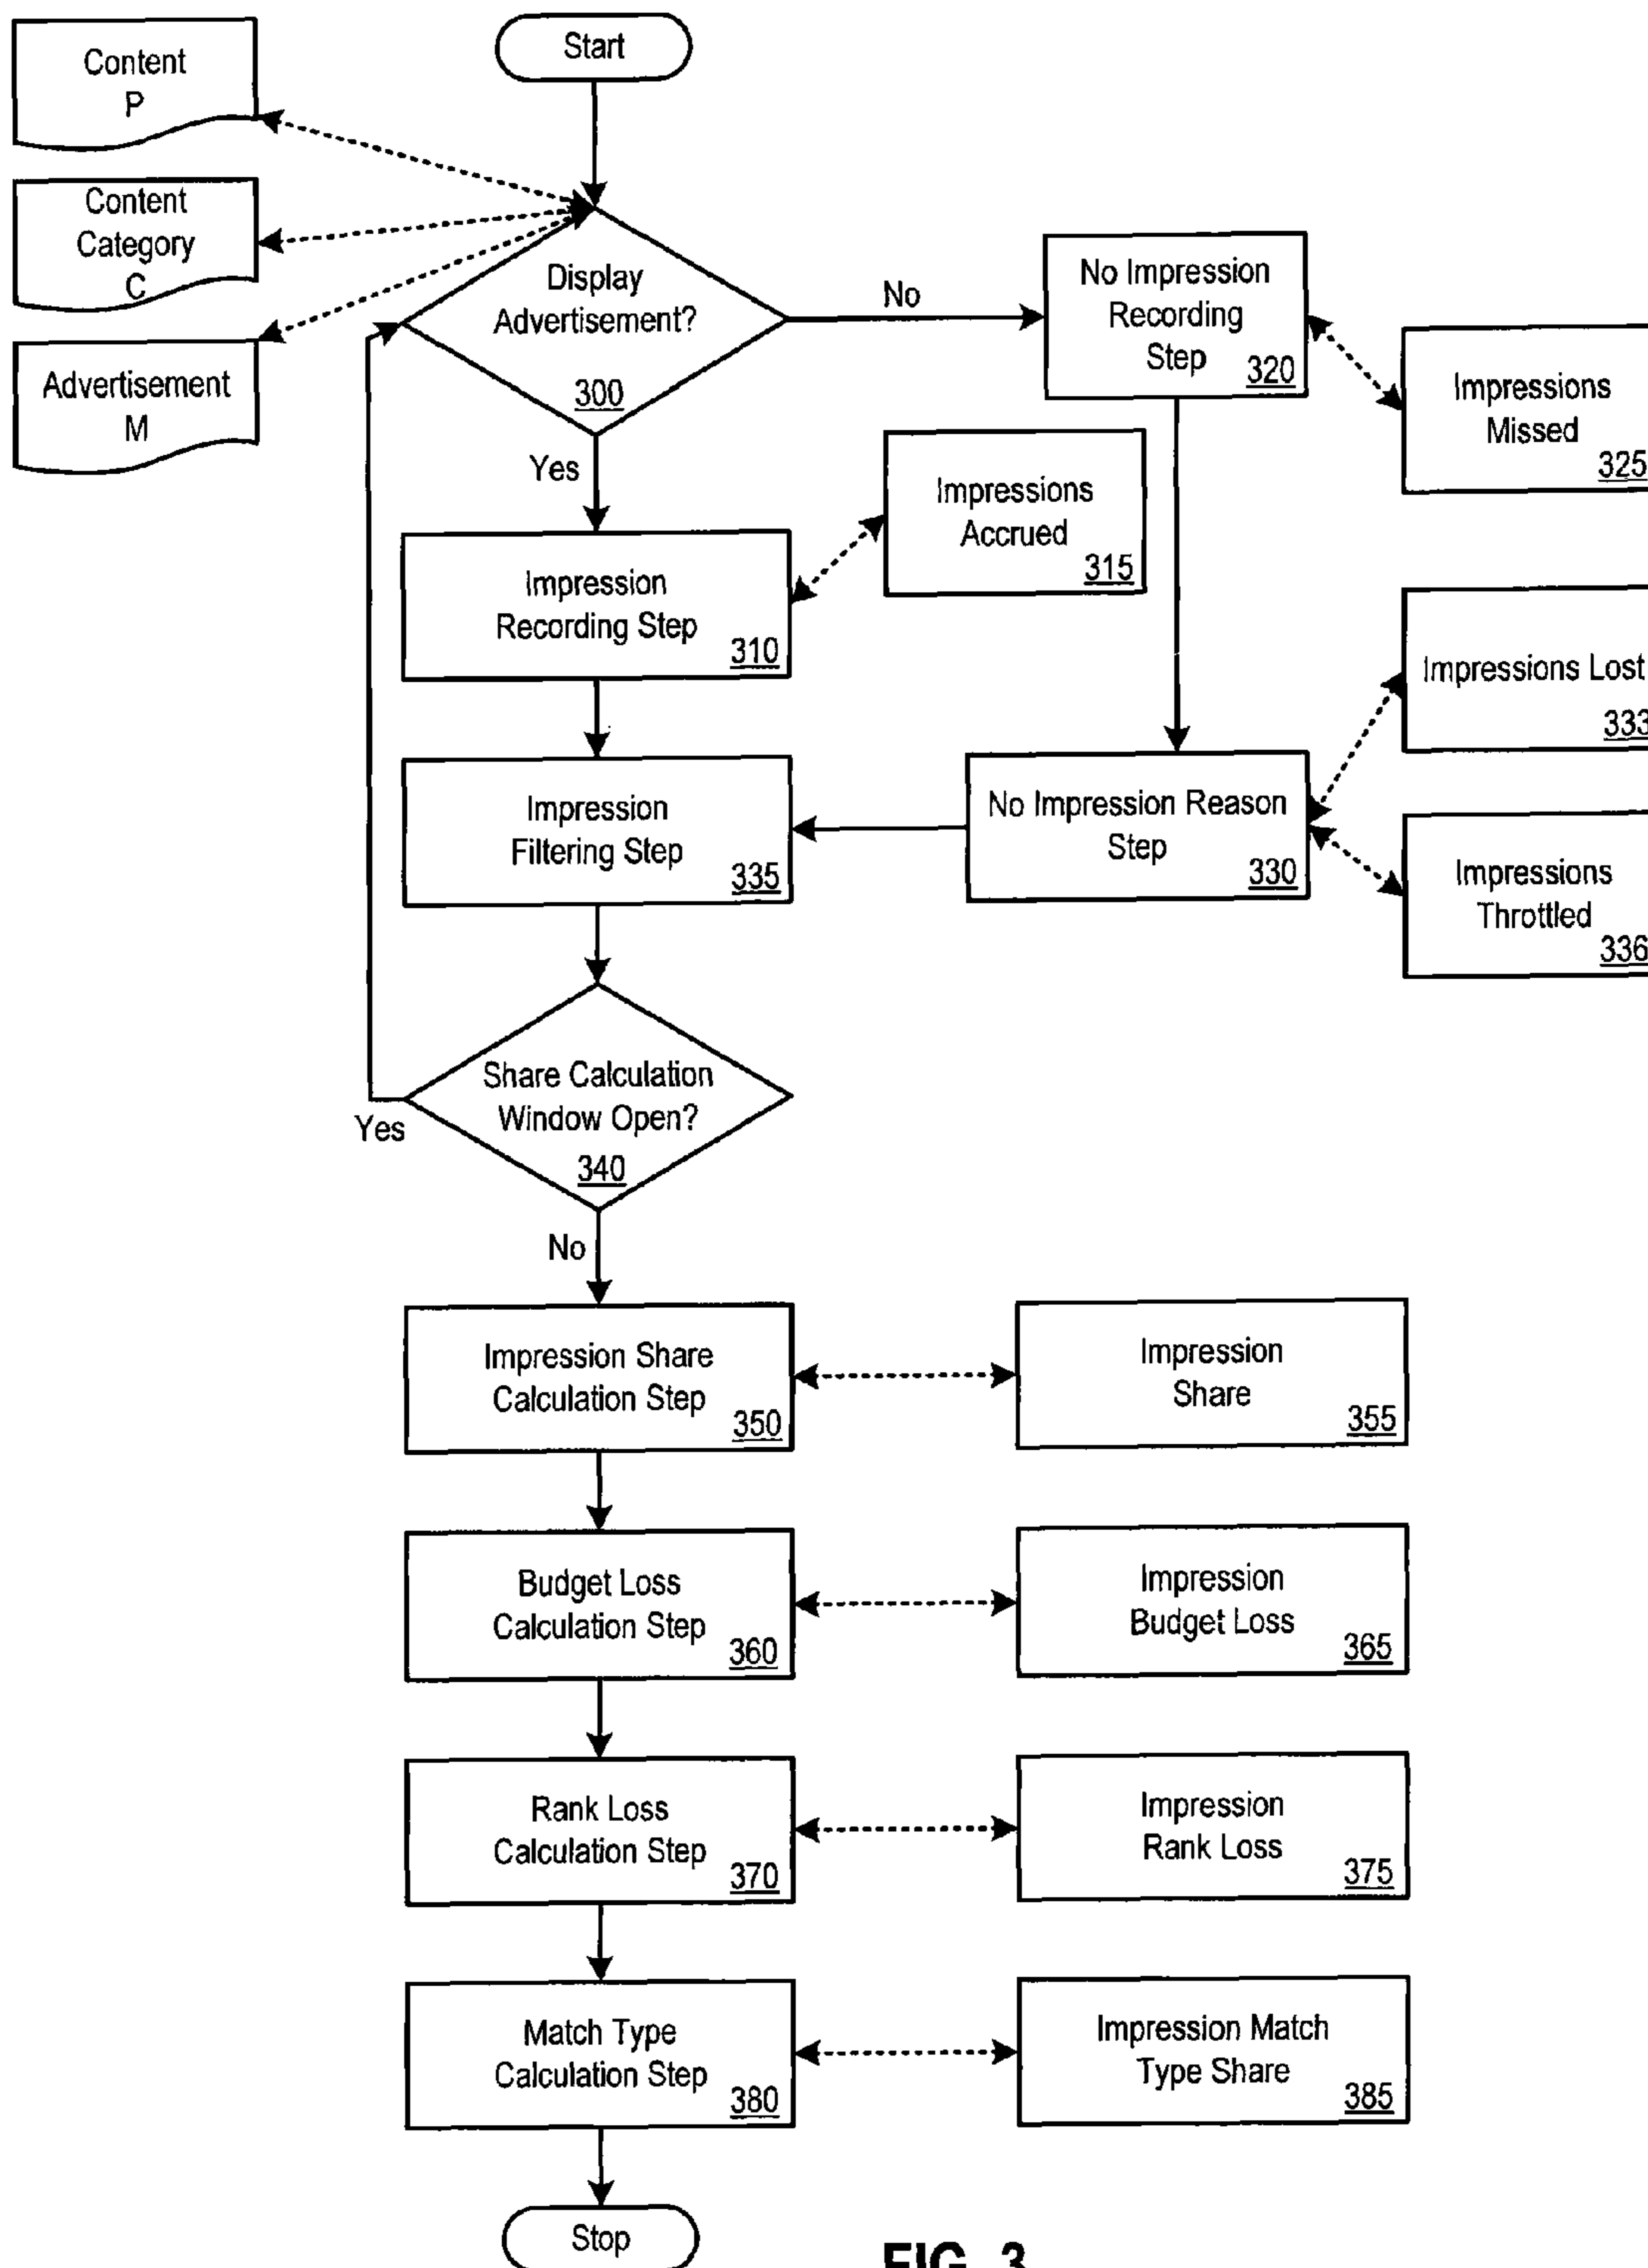 Start
Content
P
Content
Category
C
Advertisement
M
Display
Advertisement?
300
No
No Impression
Recording
Step
320
Impressions
Missed
325
Yes
Impressions
Accrued
315
Impression
Recording Step
310
Impressions Lost
333
Impression
Filtering Step
335
No Impression Reason
Step
330
Impressions
Throttled
336
Share Calculation
Window Open?
340
Yes
No
Impression Share
Calculation Step
350
Impression
Share
355
Budget Loss
Calculation Step
360
Impression
Budget Loss
365
Rank Loss
Calculation Step
370
Impression
Rank Loss
375
Match Type
Calculation Step
380
Impression Match
Type Share
385
Stop
FIG. 3